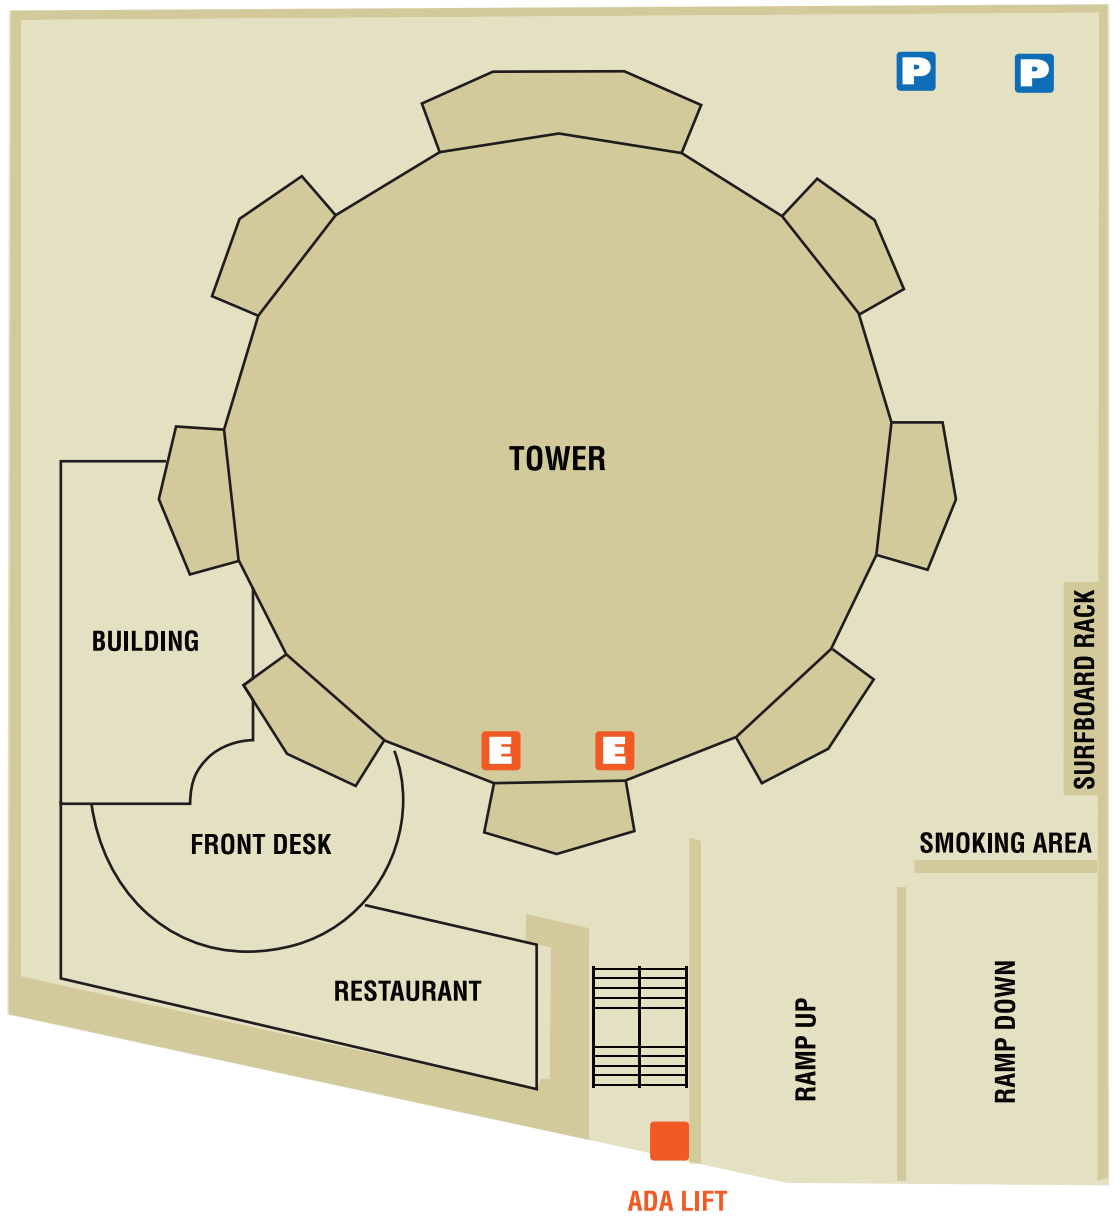 P P
TOWER
SURFBOARD RACK
BUILDING
E E
FRONT DESK
SMOKING AREA
RESTAURANT
RAMP UP
RAMP DOWN
ADA LIFT